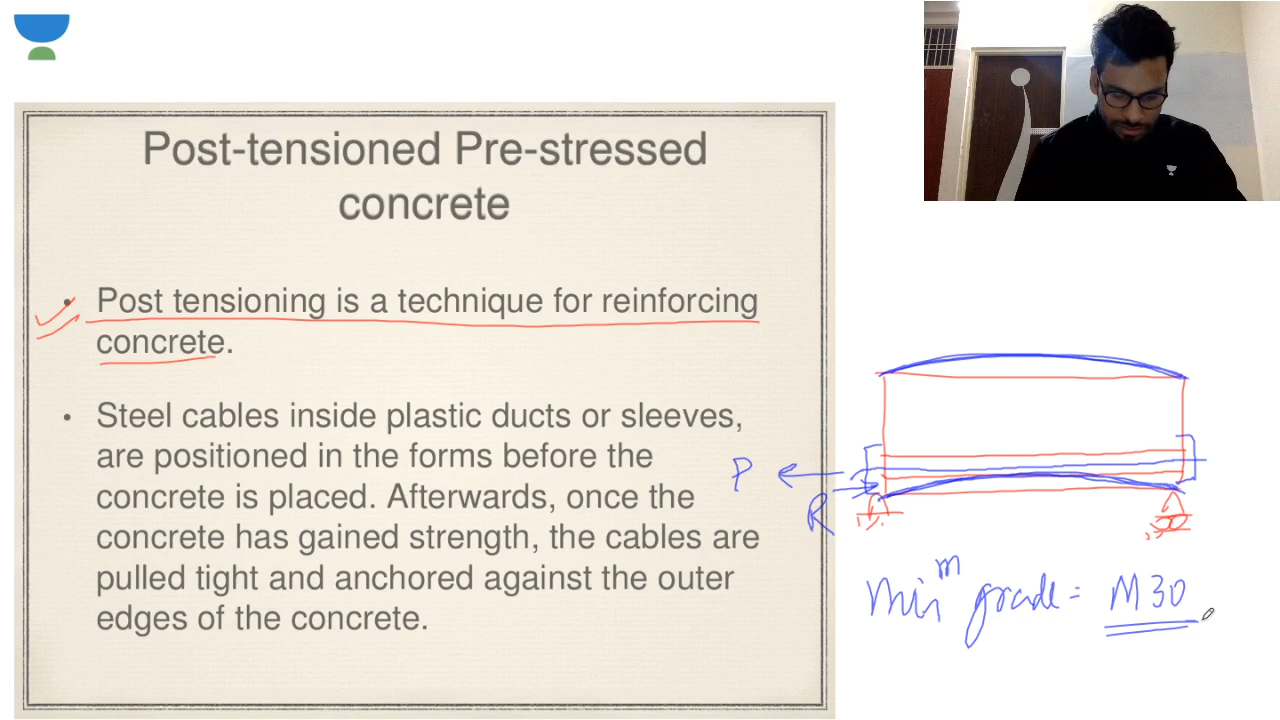 Post-tensioned Pre-stressed
concrete
• Post tensioning is a technique for reinforcing
concrete.
• Steel cables inside plastic ducts or sleeves,
are positioned in the forms before the
concrete is placed. Afterwards, once the
concrete has gained strength, the cables are
pulled tight and anchored against the outer
edges of the concrete.
P
R
Minᵐ grade = M30